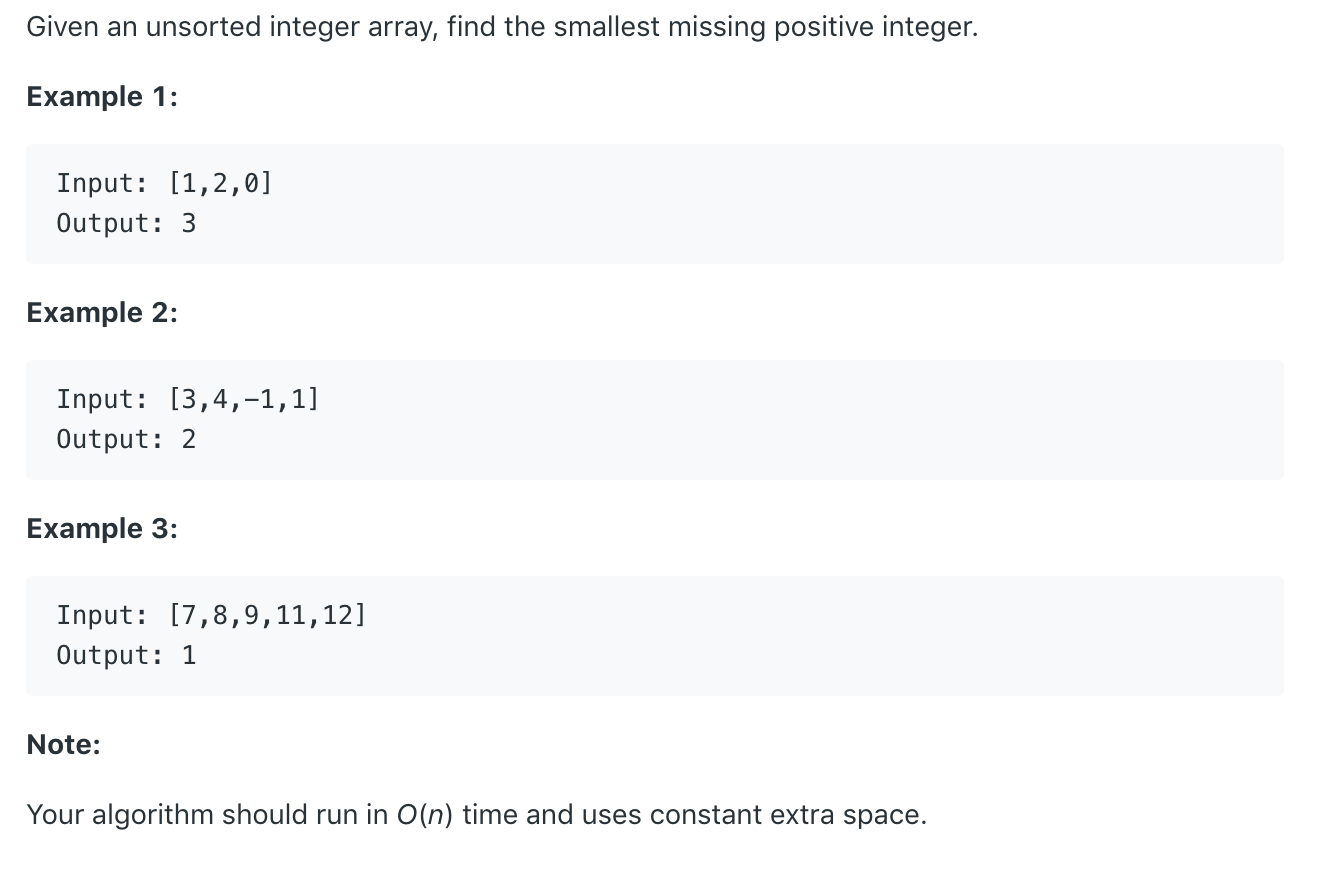 Given an unsorted integer array, find the smallest missing positive integer.
Example 1:
Input: [1,2,0]
Output: 3
Example 2:
Input: [3,4,−1,1]
Output: 2
Example 3:
Input: [7,8,9,11,12]
Output: 1
Note:
Your algorithm should run in O(n) time and uses constant extra space.